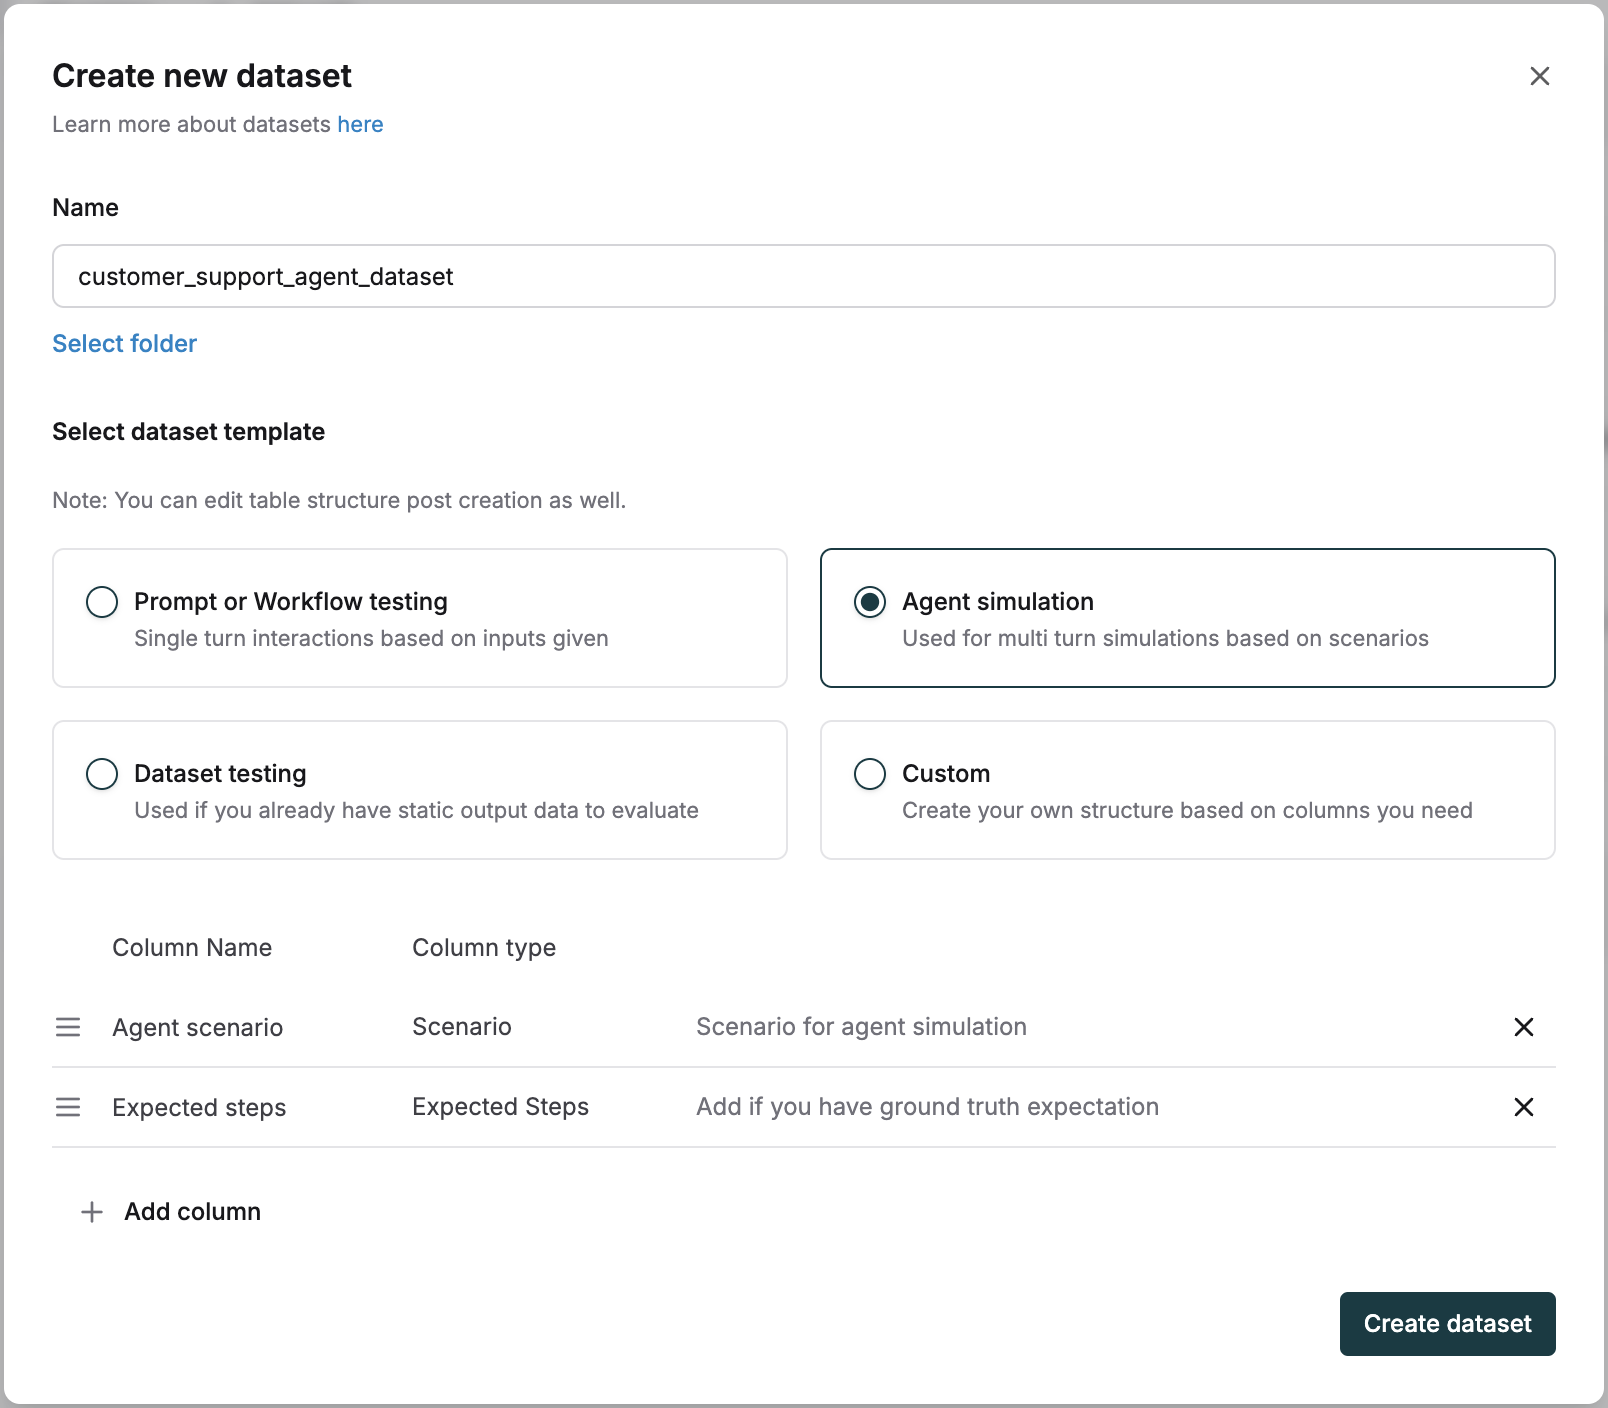 Create new dataset
Learn more about datasets here
Name
customer_support_agent_dataset
Select folder
Select dataset template
Note: You can edit table structure post creation as well.
Prompt or Workflow testing
Single turn interactions based on inputs given
Agent simulation
Used for multi turn simulations based on scenarios
Dataset testing
Used if you already have static output data to evaluate
Custom
Create your own structure based on columns you need
Column Name Column type
Agent scenario Scenario Scenario for agent simulation
Expected steps Expected Steps Add if you have ground truth expectation
Add column
Create dataset